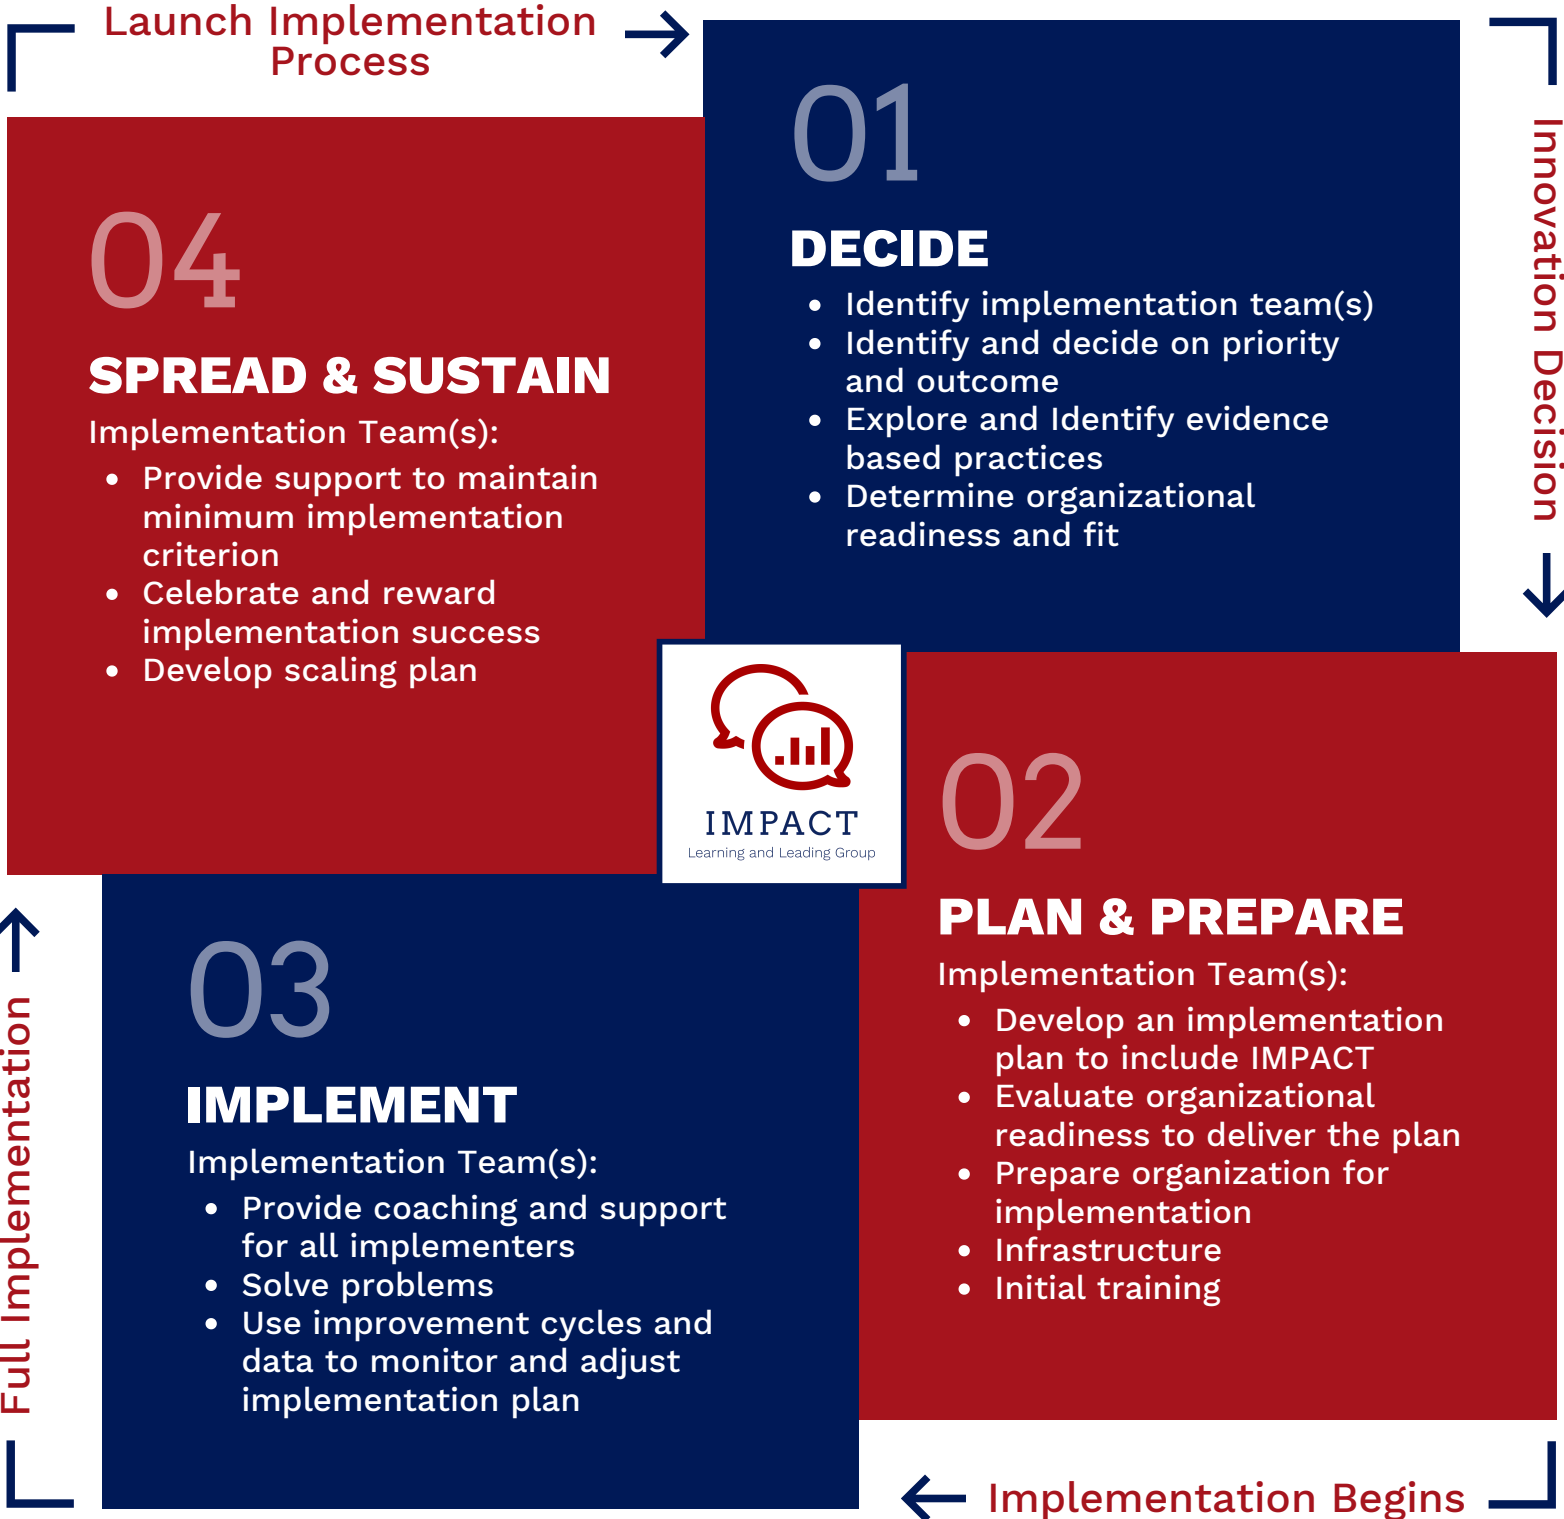 Launch Implementation
Process
01
DECIDE
• Identify implementation team(s)
• Identify and decide on priority
and outcome
• Explore and Identify evidence
based practices
• Determine organizational
readiness and fit
Innovation Decision
02
PLAN & PREPARE
Implementation Team(s):
• Develop an implementation
plan to include IMPACT
• Evaluate organizational
readiness to deliver the plan
• Prepare organization for
implementation
• Infrastructure
• Initial training
Implementation Begins
03
IMPLEMENT
Implementation Team(s):
• Provide coaching and support
for all implementers
• Solve problems
• Use improvement cycles and
data to monitor and adjust
implementation plan
Full Implementation
04
SPREAD & SUSTAIN
Implementation Team(s):
• Provide support to maintain
minimum implementation
criterion
• Celebrate and reward
implementation success
• Develop scaling plan
IMPACT
Learning and Leading Group